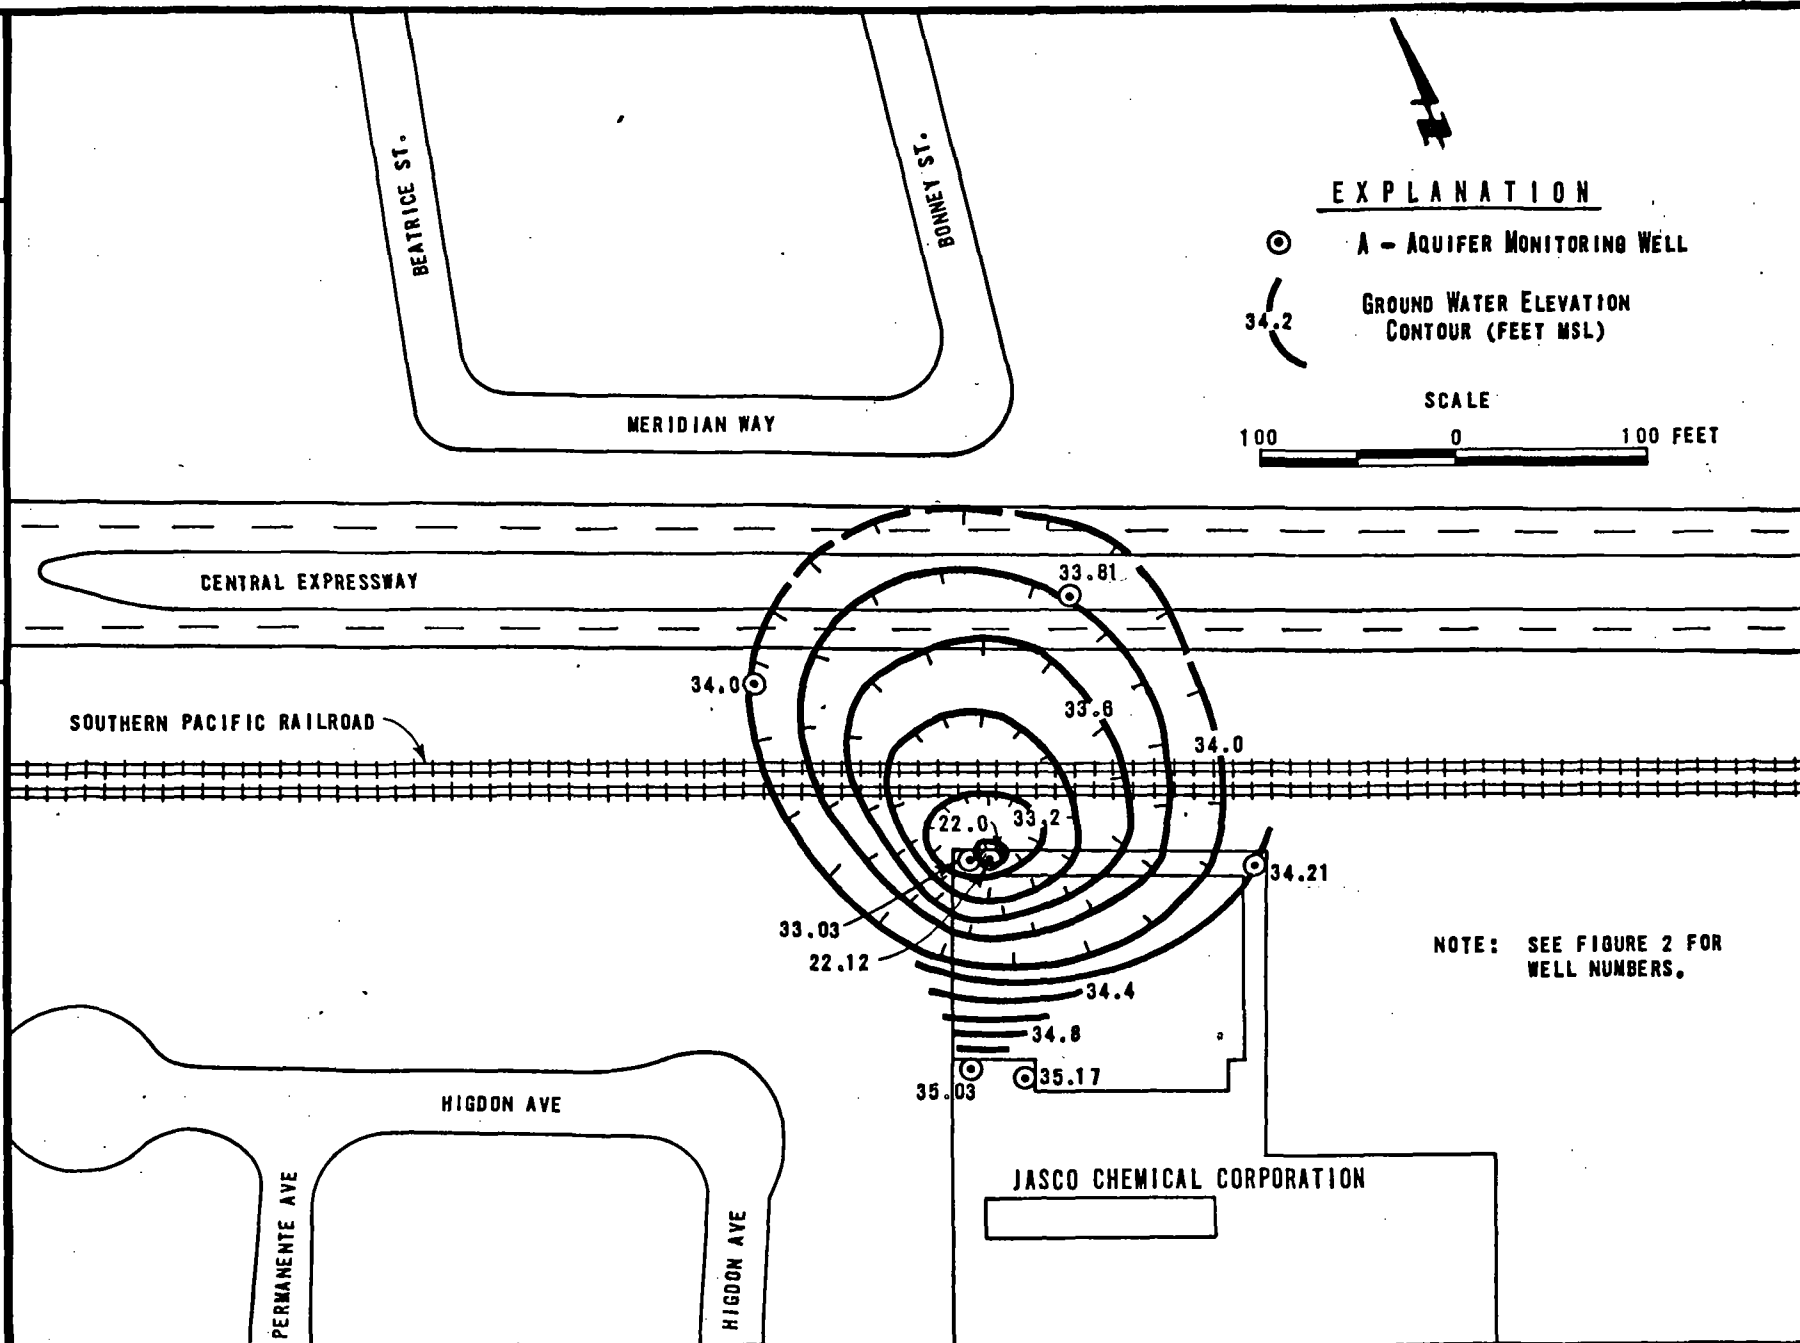 BEATRICE ST.
BONNEY ST.
EXPLANATION
A - AQUIFER MONITORING WELL
34.2
GROUND WATER ELEVATION
CONTOUR (FEET MSL)
SCALE
100 0 100 FEET
MERIDIAN WAY
CENTRAL EXPRESSWAY
33.81
34.0
33.6
SOUTHERN PACIFIC RAILROAD
34.0
22.0
33.2
34.21
33.03
22.12
NOTE: SEE FIGURE 2 FOR
WELL NUMBERS.
34.4
34.8
35.03
35.17
HIGDON AVE
JASCO CHEMICAL CORPORATION
PERMANENTE AVE
HIGDON AVE